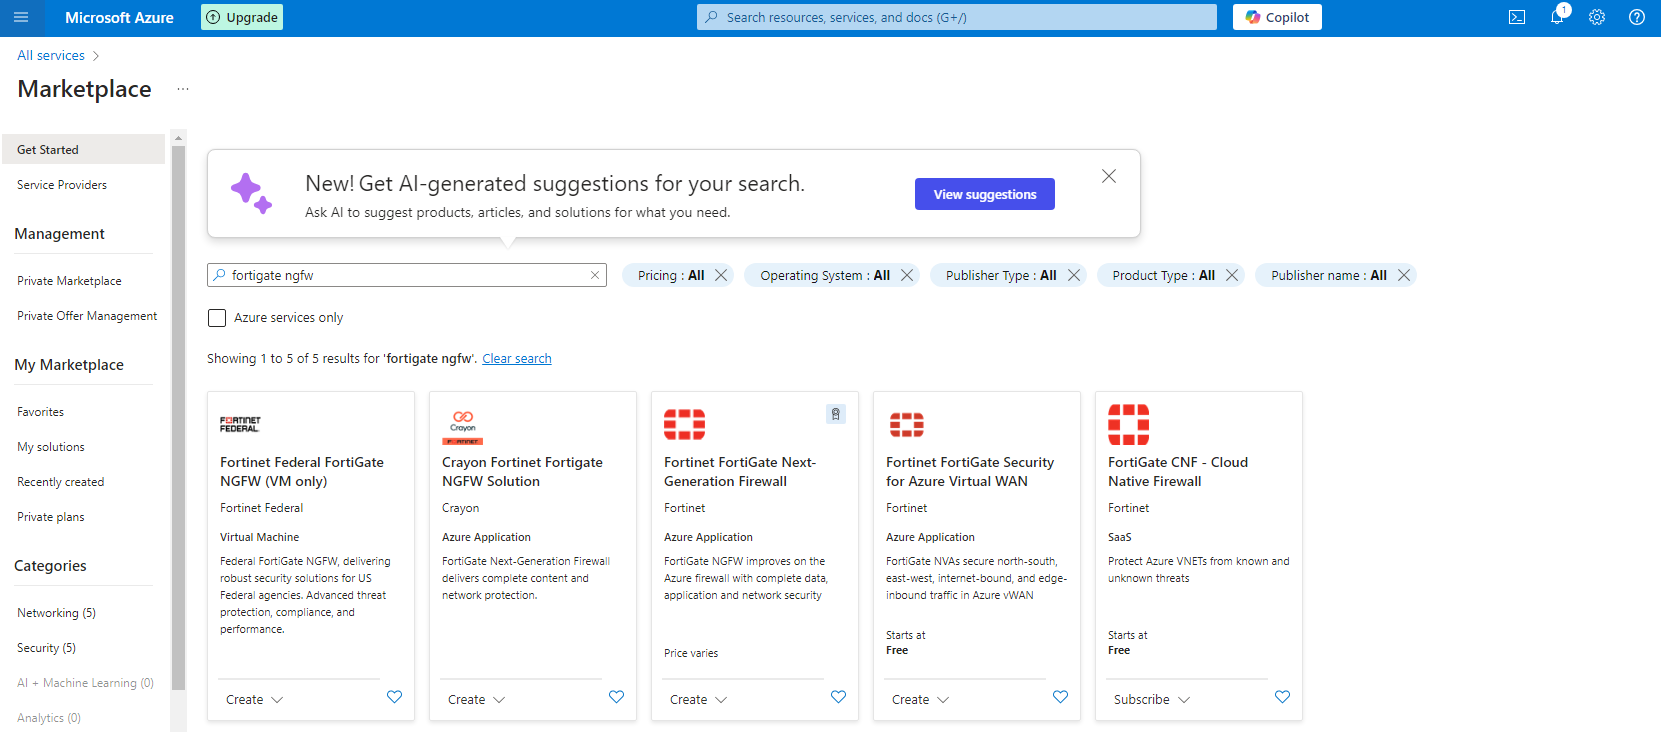 Microsoft Azure
Upgrade
Search resources, services, and docs (G+/)
Copilot
1
All services
Marketplace
Get Started
Service Providers
Management
Private Marketplace
Private Offer Management
My Marketplace
Favorites
My solutions
Recently created
Private plans
Categories
Networking (5)
Security (5)
AI + Machine Learning (0)
Analytics (0)
New! Get AI-generated suggestions for your search.
Ask AI to suggest products, articles, and solutions for what you need.
View suggestions
fortigate ngfw
Pricing : All
Operating System : All
Publisher Type : All
Product Type : All
Publisher name : All
Azure services only
Showing 1 to 5 of 5 results for 'fortigate ngfw'. Clear search
FORTINET
FEDERAL
Fortinet Federal FortiGate
NGFW (VM only)
Fortinet Federal
Virtual Machine
Federal FortiGate NGFW, delivering
robust security solutions for US
Federal agencies. Advanced threat
protection, compliance, and
performance.
Create
Crayon
FORTINET
Crayon Fortinet Fortigate
NGFW Solution
Crayon
Azure Application
FortiGate Next-Generation Firewall
delivers complete content and
network protection.
Create
Fortinet FortiGate Next-
Generation Firewall
Fortinet
Azure Application
FortiGate NGFW improves on the
Azure firewall with complete data,
application and network security
Price varies
Create
Fortinet FortiGate Security
for Azure Virtual WAN
Fortinet
Azure Application
FortiGate NVAs secure north-south,
east-west, internet-bound, and edge-
inbound traffic in Azure vWAN
Starts at
Free
Create
FortiGate CNF - Cloud
Native Firewall
Fortinet
SaaS
Protect Azure VNETs from known and
unknown threats
Starts at
Free
Subscribe